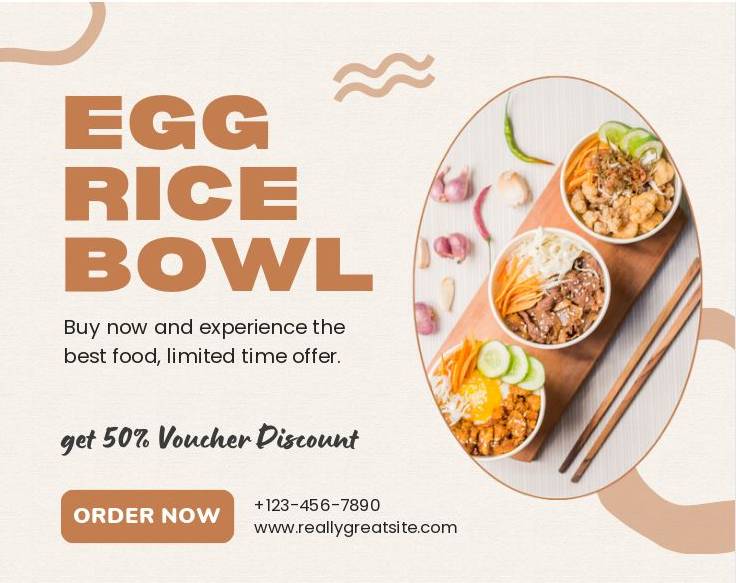 EGG
RICE
BOWL
Buy now and experience the
best food, limited time offer.
get 50% Voucher Discount
ORDER NOW
+123-456-7890
www.reallygreatsite.com